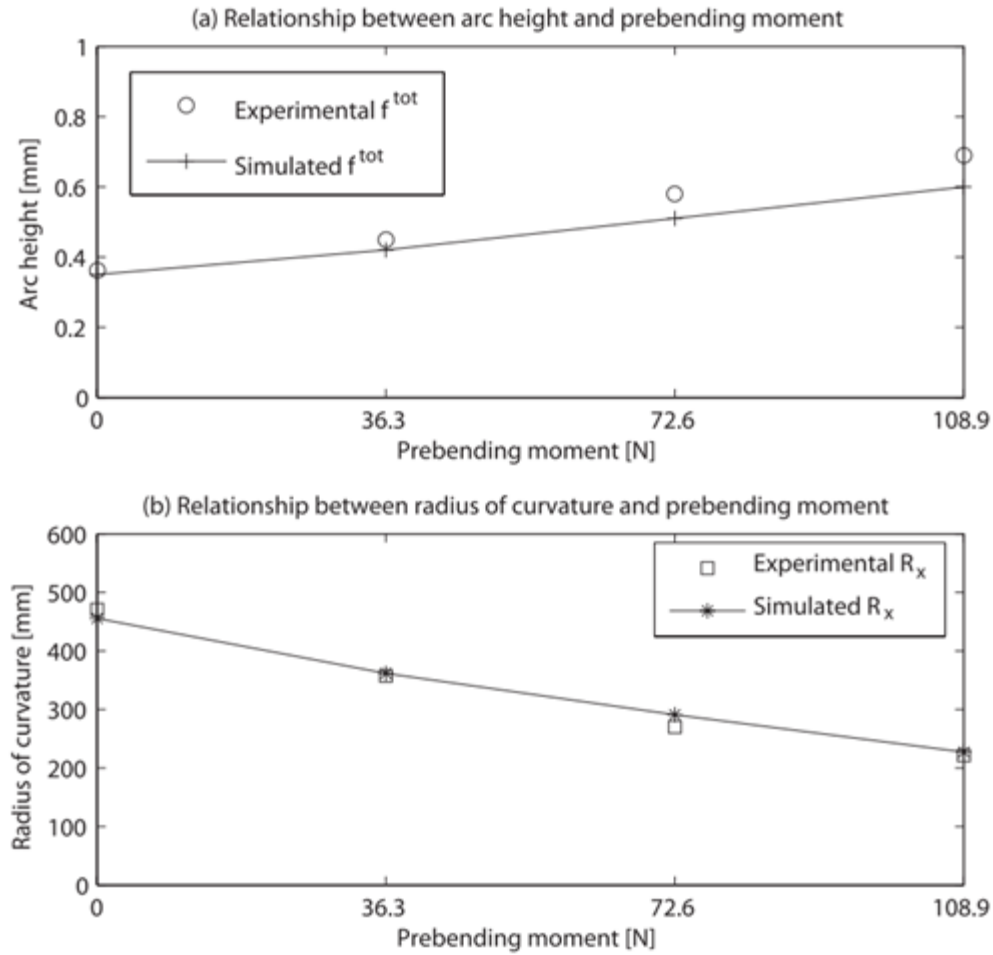 (a) Relationship between arc height and prebending moment
1
0.8
0.6
0.4
0.2
0
Arc height [mm]
Experimental f^tot
Simulated f^tot
0 36.3 72.6 108.9
Prebending moment [N]
(b) Relationship between radius of curvature and prebending moment
600
500
400
300
200
100
0
Radius of curvature [mm]
Experimental R_x
Simulated R_x
0 36.3 72.6 108.9
Prebending moment [N]